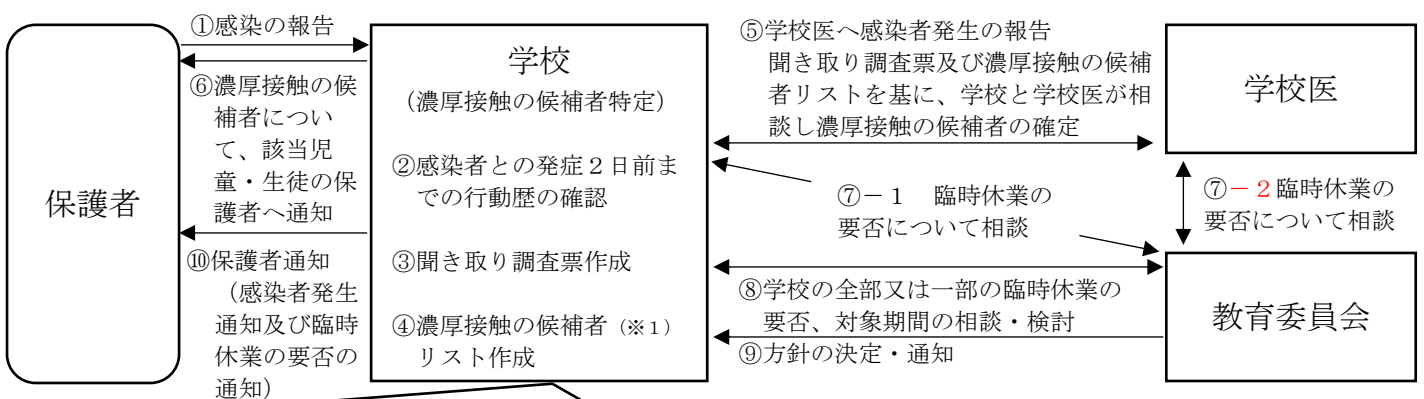 保護者
①感染の報告
⑥濃厚接触の候
補者につい
て、該当児
童・生徒の保
護者へ通知
⑩保護者通知
（感染者発生
通知及び臨時
休業の要否の
通知）
学校
（濃厚接触の候補者特定）
②感染者との発症２日前ま
での行動歴の確認
③聞き取り調査票作成
④濃厚接触の候補者（※１）
リスト作成
⑤学校医へ感染者発生の報告
聞き取り調査票及び濃厚接触の候補
者リストを基に、学校と学校医が相
談し濃厚接触の候補者の確定
⑦－１　臨時休業の
要否について相談
⑧学校の全部又は一部の臨時休業の
要否、対象期間の相談・検討
⑨方針の決定・通知
学校医
⑦－２臨時休業の
要否について相談
教育委員会